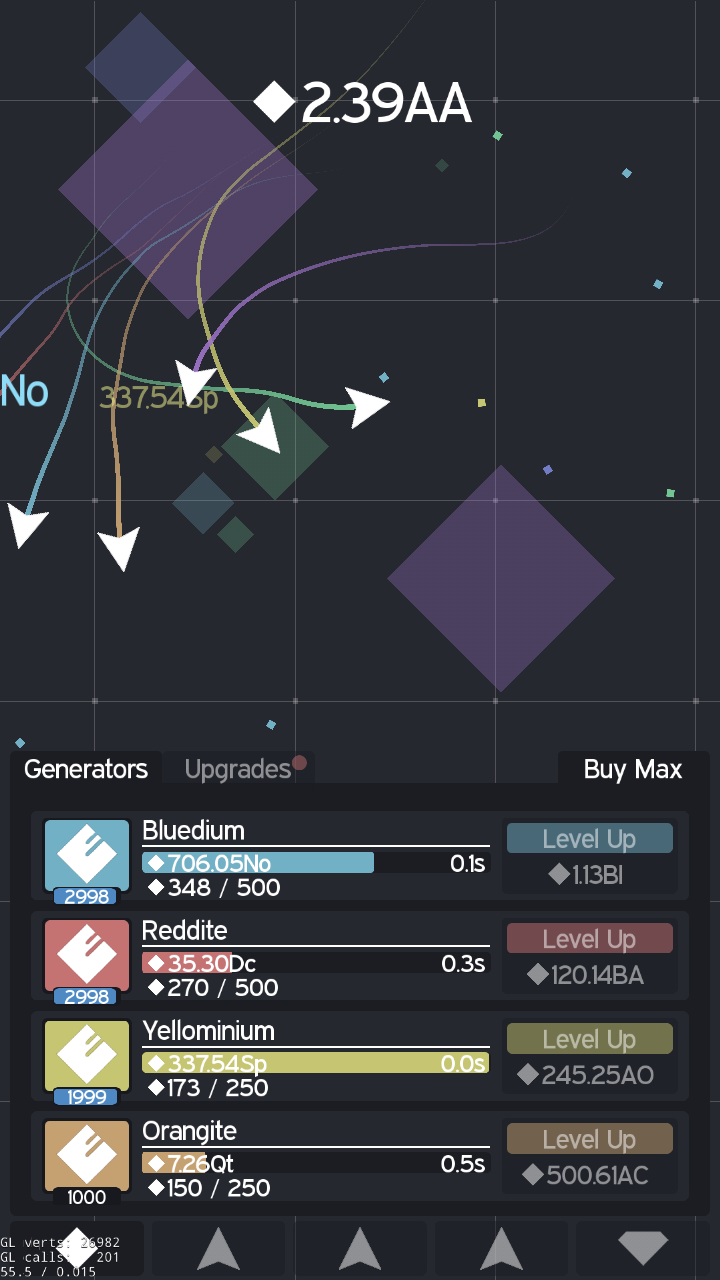 2.39AA
No
337.54Sp
Generators
Upgrades
Buy Max
Bluedium
706.05No
0.1s
348 / 500
2998
Level Up
1.13BI
Reddite
35.30Dc
0.3s
270 / 500
2998
Level Up
120.14BA
Yellominium
337.54Sp
0.0s
173 / 250
1999
Level Up
245.25AO
Orangite
7.26Qt
0.5s
150 / 250
1000
Level Up
500.61AC
GL verts: 26982
GL calls: 201
55.5 / 0.015